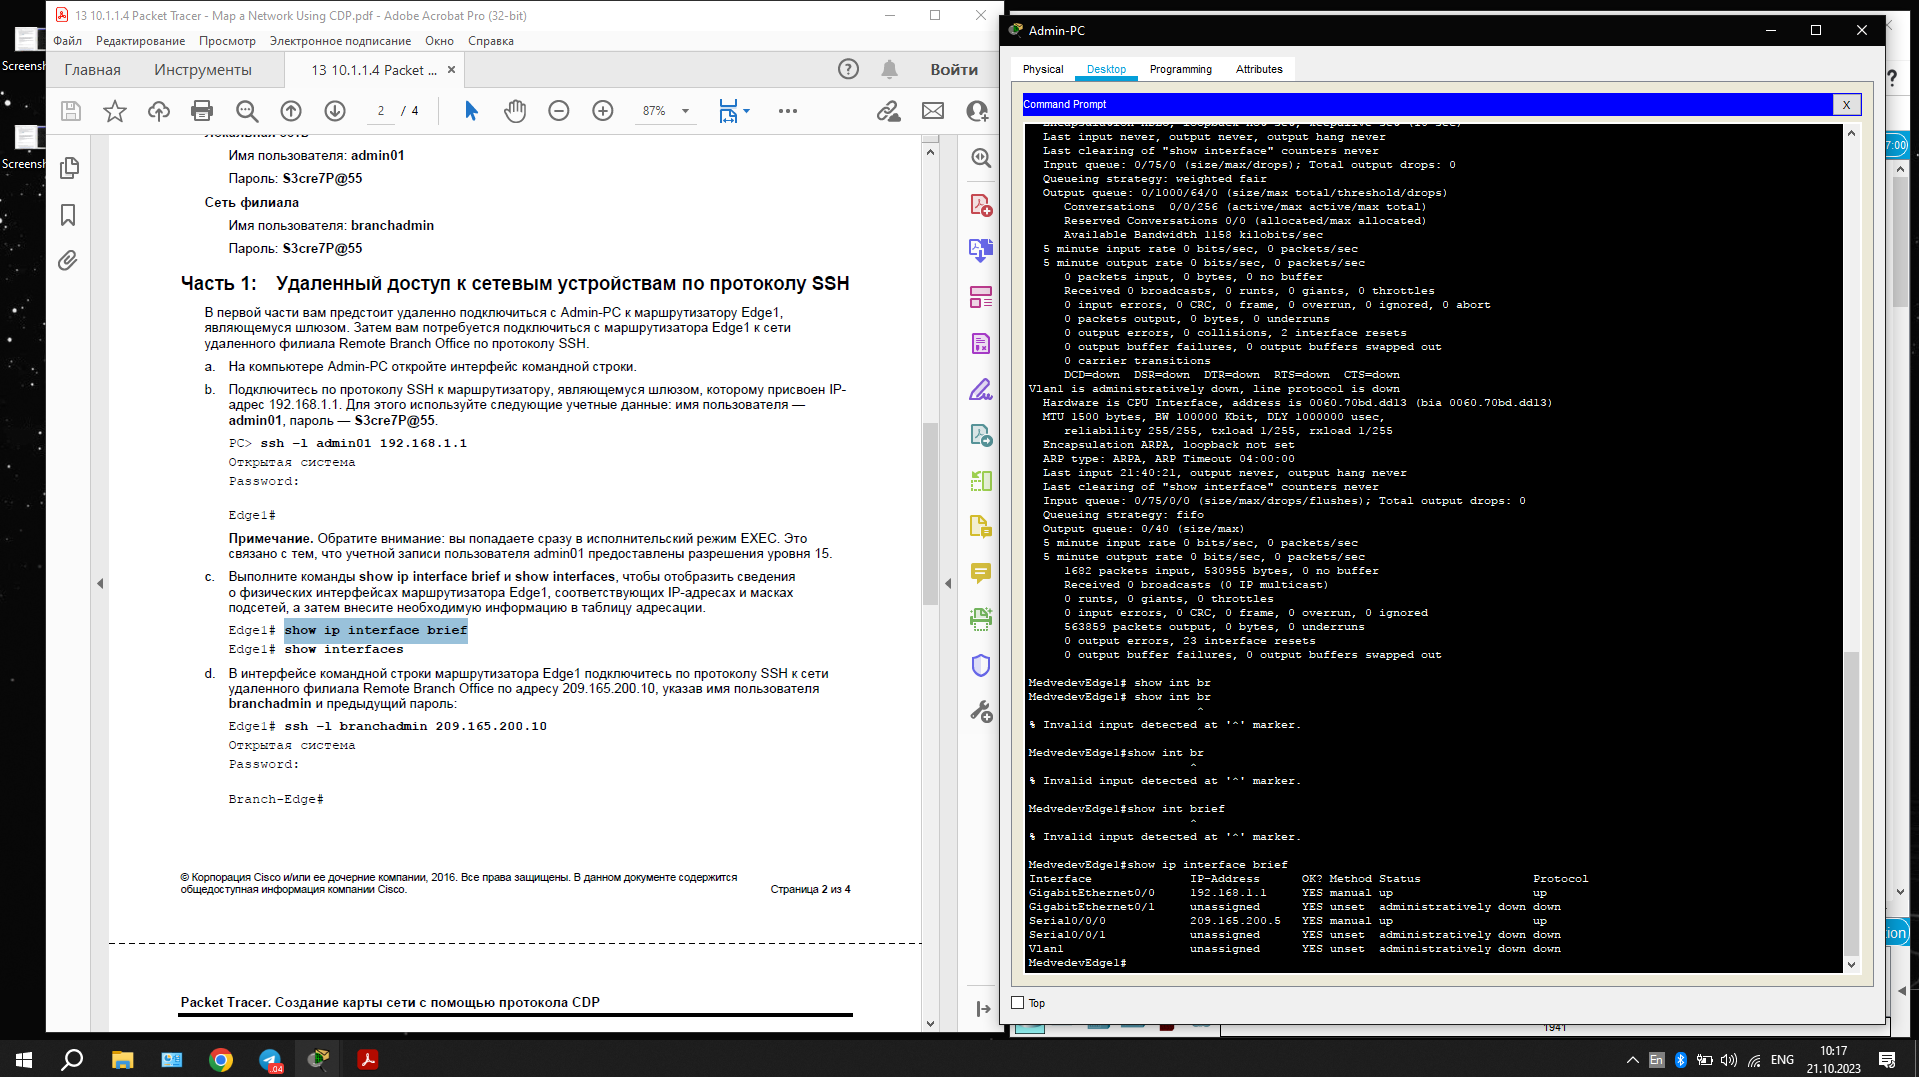 13 10.1.1.4 Packet Tracer - Map a Network Using CDP.pdf - Adobe Acrobat Pro (32-bit)
Файл Редактирование Просмотр Электронное подписание Окно Справка
Главная Инструменты 13 10.1.1.4 Packet ... × Войти
2 / 4 87%
Имя пользователя: admin01
Пароль: S3cre7P@55
Сеть филиала
Имя пользователя: branchadmin
Пароль: S3cre7P@55
Часть 1: Удаленный доступ к сетевым устройствам по протоколу SSH
В первой части вам предстоит удаленно подключиться с Admin-PC к маршрутизатору Edge1,
являющемуся шлюзом. Затем вам потребуется подключиться с маршрутизатора Edge1 к сети
удаленного филиала Remote Branch Office по протоколу SSH.
a. На компьютере Admin-PC откройте интерфейс командной строки.
b. Подключитесь по протоколу SSH к маршрутизатору, являющемуся шлюзом, которому присвоен IP-
адрес 192.168.1.1. Для этого используйте следующие учетные данные: имя пользователя —
admin01, пароль — S3cre7P@55.
PC> ssh –l admin01 192.168.1.1
Открытая система
Password:
Edge1#
Примечание. Обратите внимание: вы попадаете сразу в исполнительский режим EXEC. Это
связано с тем, что учетной записи пользователя admin01 предоставлены разрешения уровня 15.
c. Выполните команды show ip interface brief и show interfaces, чтобы отобразить сведения
о физических интерфейсах маршрутизатора Edge1, соответствующих IP-адресах и масках
подсетей, а затем внесите необходимую информацию в таблицу адресации.
Edge1# show ip interface brief
Edge1# show interfaces
d. В интерфейсе командной строки маршрутизатора Edge1 подключитесь по протоколу SSH к сети
удаленного филиала Remote Branch Office по адресу 209.165.200.10, указав имя пользователя
branchadmin и предыдущий пароль:
Edge1# ssh –l branchadmin 209.165.200.10
Открытая система
Password:
Branch-Edge#
© Корпорация Cisco и/или ее дочерние компании, 2016. Все права защищены. В данном документе содержится
общедоступная информация компании Cisco. Страница 2 из 4
Packet Tracer. Создание карты сети с помощью протокола CDP
Admin-PC
Physical Desktop Programming Attributes
Command Prompt X
Last input never, output never, output hang never
Last clearing of "show interface" counters never
Input queue: 0/75/0 (size/max/drops); Total output drops: 0
Queueing strategy: weighted fair
Output queue: 0/1000/64/0 (size/max total/threshold/drops)
Conversations 0/0/256 (active/max active/max total)
Reserved Conversations 0/0 (allocated/max allocated)
Available Bandwidth 1158 kilobits/sec
5 minute input rate 0 bits/sec, 0 packets/sec
5 minute output rate 0 bits/sec, 0 packets/sec
0 packets input, 0 bytes, 0 no buffer
Received 0 broadcasts, 0 runts, 0 giants, 0 throttles
0 input errors, 0 CRC, 0 frame, 0 overrun, 0 ignored, 0 abort
0 packets output, 0 bytes, 0 underruns
0 output errors, 0 collisions, 2 interface resets
0 output buffer failures, 0 output buffers swapped out
0 carrier transitions
DCD=down DSR=down DTR=down RTS=down CTS=down
Vlan1 is administratively down, line protocol is down
Hardware is CPU Interface, address is 0060.70bd.dd13 (bia 0060.70bd.dd13)
MTU 1500 bytes, BW 100000 Kbit, DLY 1000000 usec,
reliability 255/255, txload 1/255, rxload 1/255
Encapsulation ARPA, loopback not set
ARP type: ARPA, ARP Timeout 04:00:00
Last input 21:40:21, output never, output hang never
Last clearing of "show interface" counters never
Input queue: 0/75/0/0 (size/max/drops/flushes); Total output drops: 0
Queueing strategy: fifo
Output queue: 0/40 (size/max)
5 minute input rate 0 bits/sec, 0 packets/sec
5 minute output rate 0 bits/sec, 0 packets/sec
1682 packets input, 530955 bytes, 0 no buffer
Received 0 broadcasts (0 IP multicast)
0 runts, 0 giants, 0 throttles
0 input errors, 0 CRC, 0 frame, 0 overrun, 0 ignored
563859 packets output, 0 bytes, 0 underruns
0 output errors, 23 interface resets
0 output buffer failures, 0 output buffers swapped out
MedvedevEdge1# show int br
MedvedevEdge1# show int br
^
% Invalid input detected at '^' marker.
MedvedevEdge1#show int br
^
% Invalid input detected at '^' marker.
MedvedevEdge1#show int brief
^
% Invalid input detected at '^' marker.
MedvedevEdge1#show ip interface brief
Interface IP-Address OK? Method Status Protocol
GigabitEthernet0/0 192.168.1.1 YES manual up up
GigabitEthernet0/1 unassigned YES unset administratively down down
Serial0/0/0 209.165.200.5 YES manual up up
Serial0/0/1 unassigned YES unset administratively down down
Vlan1 unassigned YES unset administratively down down
MedvedevEdge1#
Top
1941
7:00
ion
Screensh
Screensh
.04
En ENG 10:17
21.10.2023